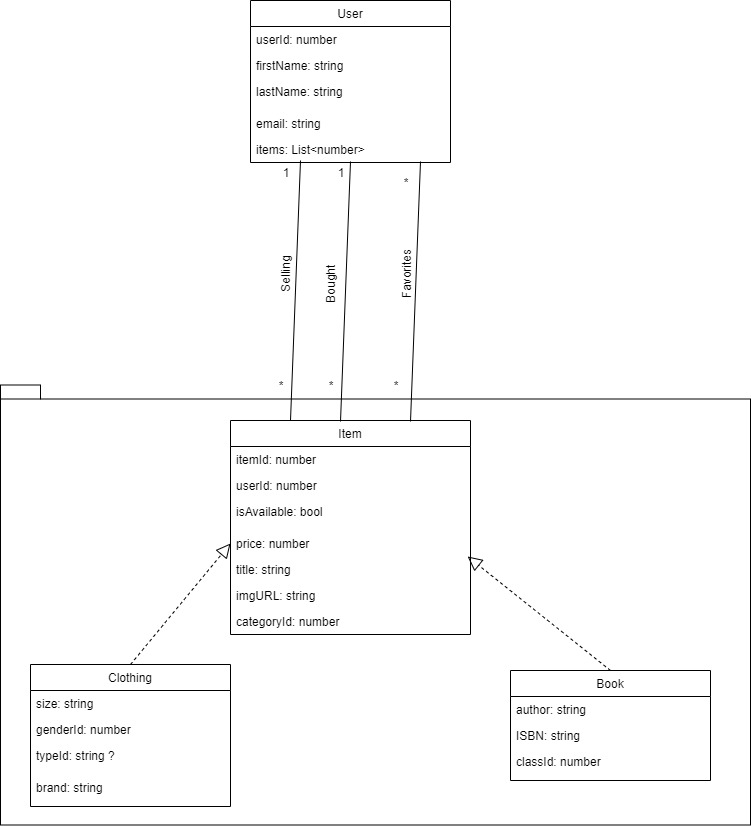 User
userId: number
firstName: string
lastName: string
email: string
items: List<number>
1
1
*
Selling
Bought
Favorites
*
*
*
Item
itemId: number
userId: number
isAvailable: bool
price: number
title: string
imgURL: string
categoryId: number
Clothing
size: string
genderId: number
typeId: string ?
brand: string
Book
author: string
ISBN: string
classId: number